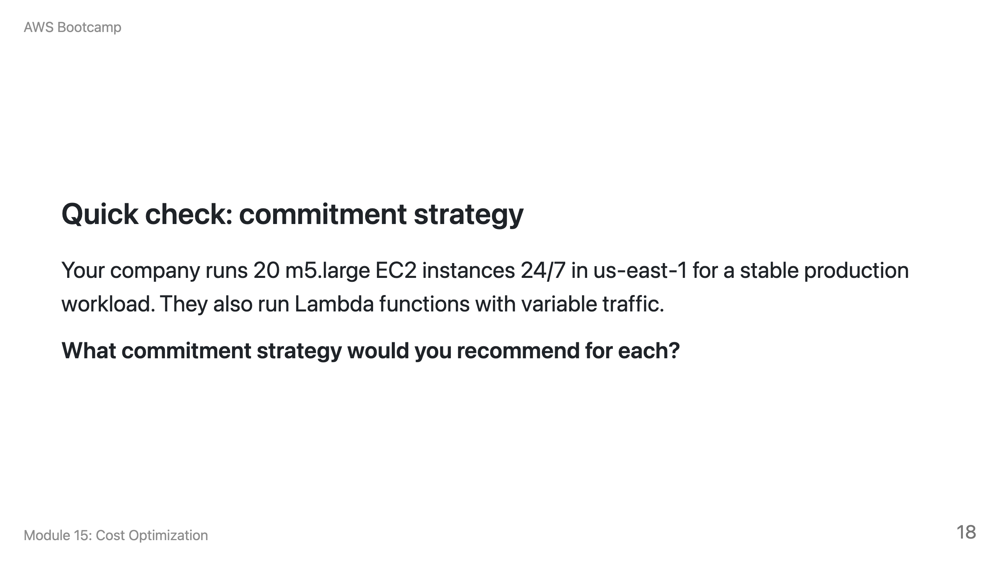 AWS Bootcamp
Quick check: commitment strategy
Your company runs 20 m5.large EC2 instances 24/7 in us-east-1 for a stable production
workload. They also run Lambda functions with variable traffic.
What commitment strategy would you recommend for each?
Module 15: Cost Optimization
18